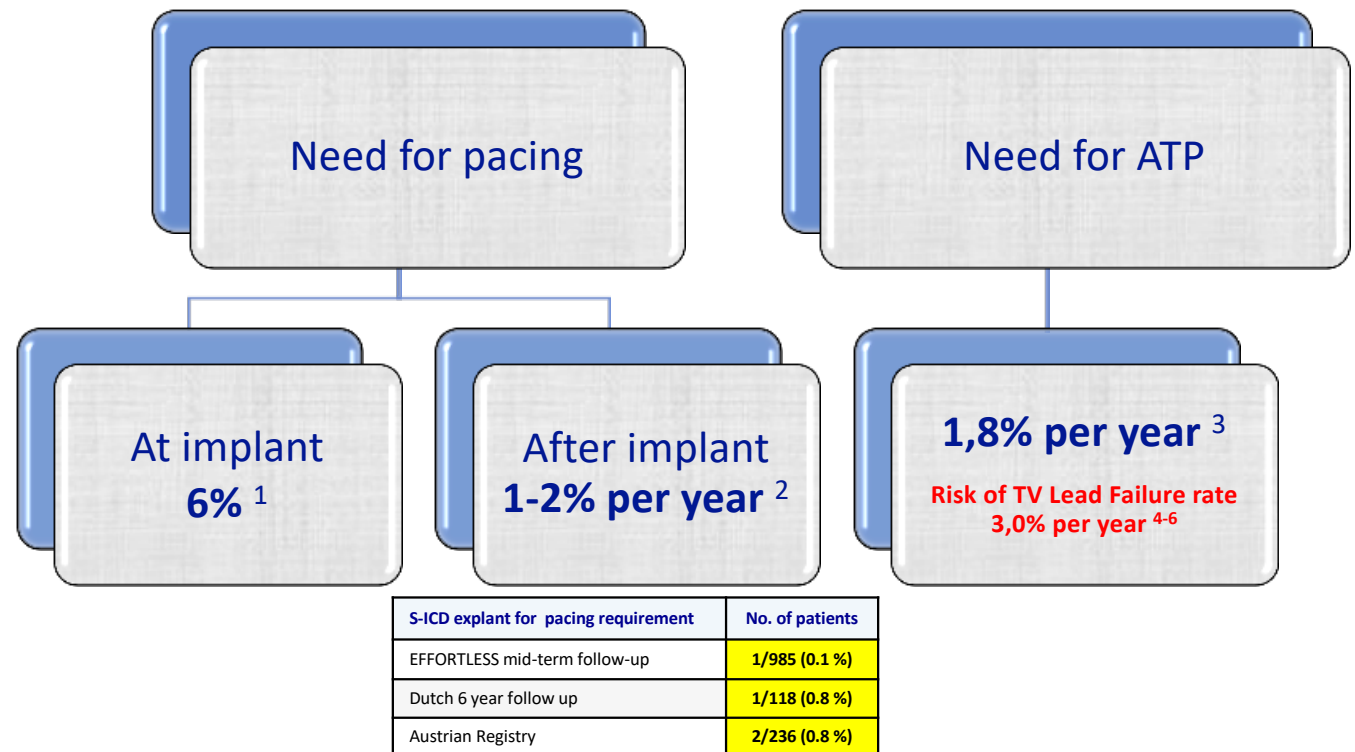 Need for pacing
Need for ATP
At implant
6% 1
After implant
1-2% per year 2
1,8% per year 3
Risk of TV Lead Failure rate
3,0% per year 4-6
S-ICD explant for pacing requirement No. of patients
EFFORTLESS mid-term follow-up 1/985 (0.1 %)
Dutch 6 year follow up 1/118 (0.8 %)
Austrian Registry 2/236 (0.8 %)